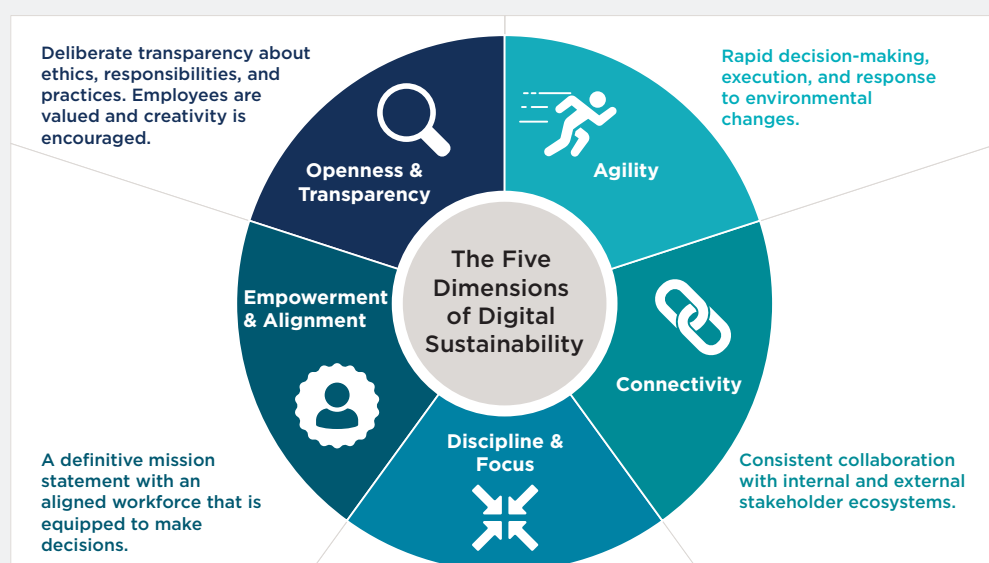 Deliberate transparency about
ethics, responsibilities, and
practices. Employees are
valued and creativity is
encouraged.
Rapid decision-making,
execution, and response
to environmental
changes.
Openness &
Transparency
Agility
The Five
Dimensions
of Digital
Sustainability
Empowerment
& Alignment
Connectivity
Discipline &
Focus
A definitive mission
statement with an
aligned workforce that is
equipped to make
decisions.
Consistent collaboration
with internal and external
stakeholder ecosystems.